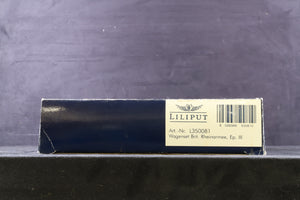 LILIPUT
Art.-Nr. L350081
Wagenset Brit. Rheinarmee, Ep. III